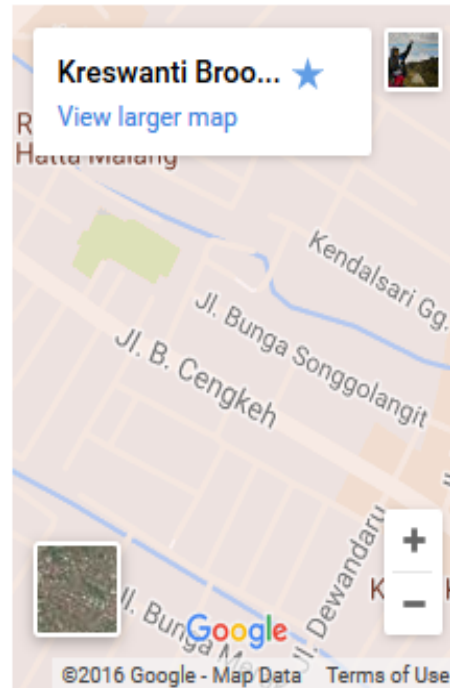 Kreswanti Broo...
View larger map
R
Hatta Malang
Kendalsari Gg.
Jl. Bunga Songgolangit
Jl. B. Cengkeh
Jl. Dewandaru
K
Jl. Bunga
Google
©2016 Google - Map Data Terms of Use